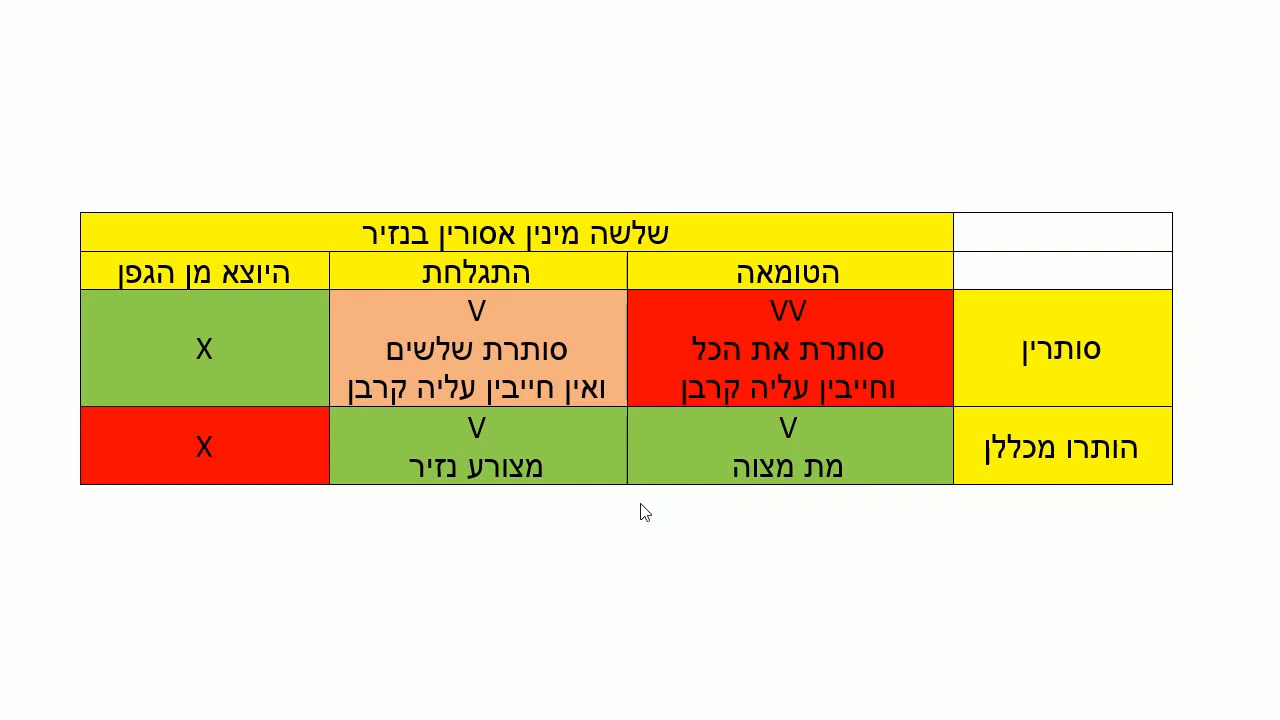 שלשה מינין אסורין בנזיר
הטומאה
התגלחת
היוצא מן הגפן
סותרין
VV
סותרת את הכל
וחייבין עליה קרבן
V
סותרת שלשים
ואין חייבין עליה קרבן
X
הותרו מכללן
V
מת מצוה
V
מצורע נזיר
X